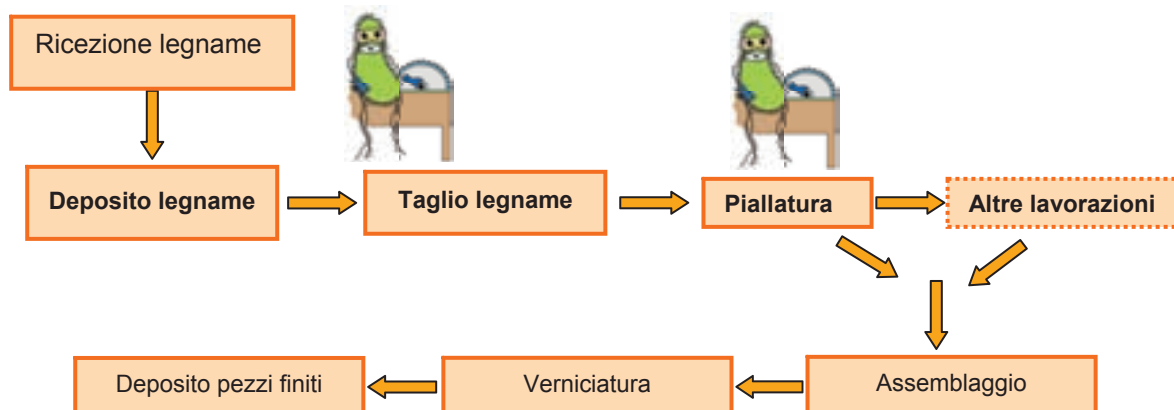 Ricezione legname
Deposito legname
Taglio legname
Piallatura
Altre lavorazioni
Deposito pezzi finiti
Verniciatura
Assemblaggio